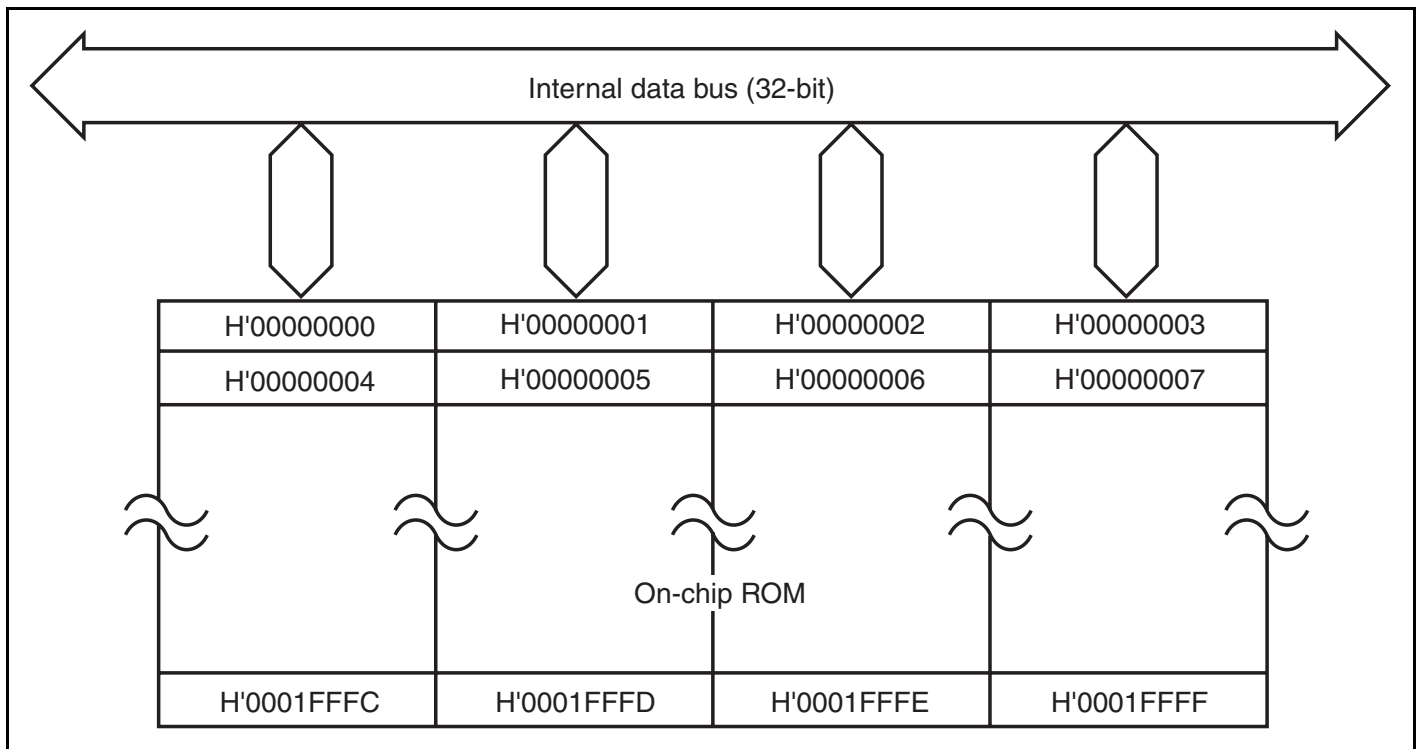 Internal data bus (32-bit)
H'00000000 H'00000001 H'00000002 H'00000003
H'00000004 H'00000005 H'00000006 H'00000007
On-chip ROM
H'0001FFFC H'0001FFFD H'0001FFFE H'0001FFFF